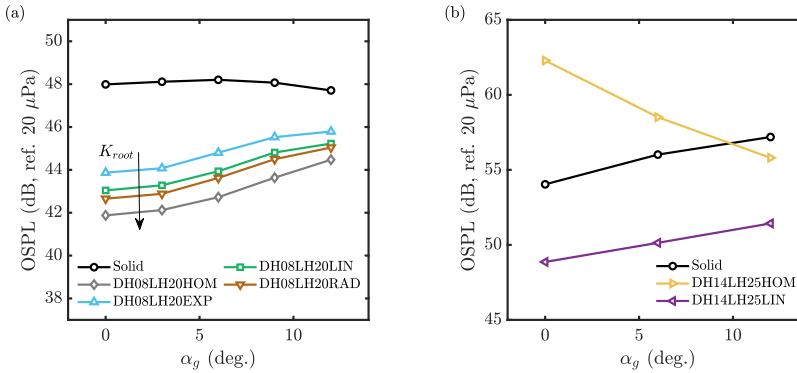 (a)
50
48
46
44
42
40
38
OSPL (dB, ref. 20 μPa)
K_root
Solid
DH08LH20HOM
DH08LH20EXP
DH08LH20LIN
DH08LH20RAD
0
5
10
α_g (deg.)
(b)
65
60
55
50
45
OSPL (dB, ref. 20 μPa)
Solid
DH14LH25HOM
DH14LH25LIN
0
5
10
α_g (deg.)